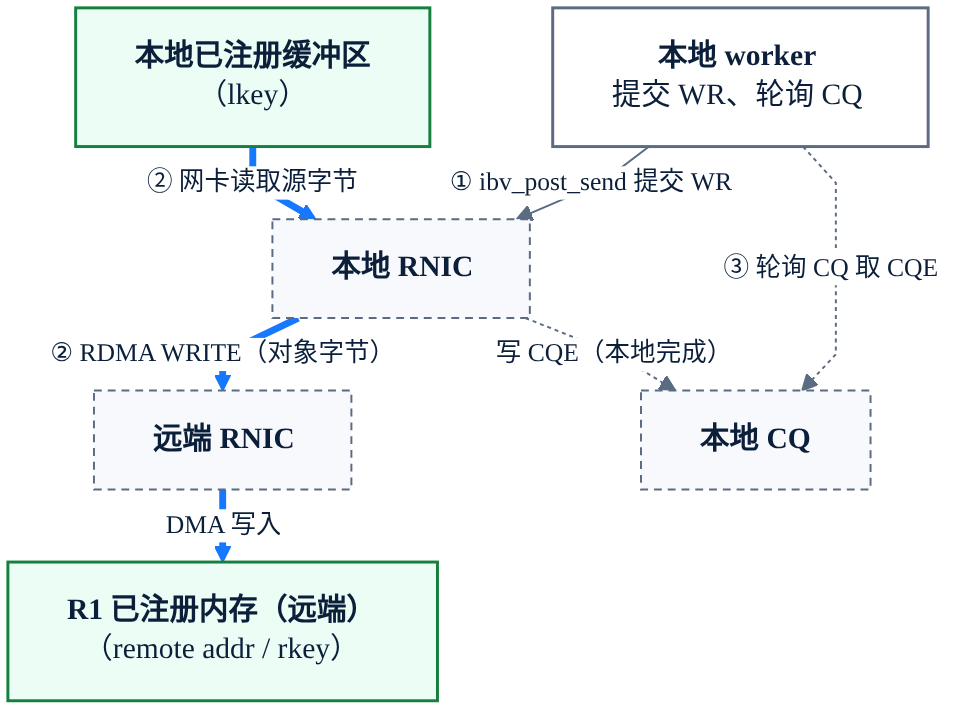 本地已注册缓冲区
（lkey）
本地 worker
提交 WR、轮询 CQ
② 网卡读取源字节
① ibv_post_send 提交 WR
本地 RNIC
③ 轮询 CQ 取 CQE
② RDMA WRITE（对象字节）
写 CQE（本地完成）
远端 RNIC
本地 CQ
DMA 写入
R1 已注册内存（远端）
（remote addr / rkey）